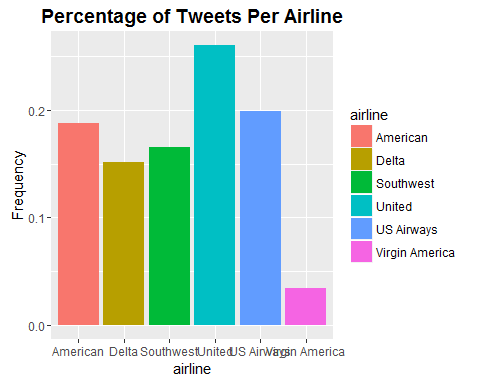 Percentage of Tweets Per Airline
Frequency
0.2
0.1
0.0
American Delta Southwest United US Airways Virgin America
airline
airline
American
Delta
Southwest
United
US Airways
Virgin America